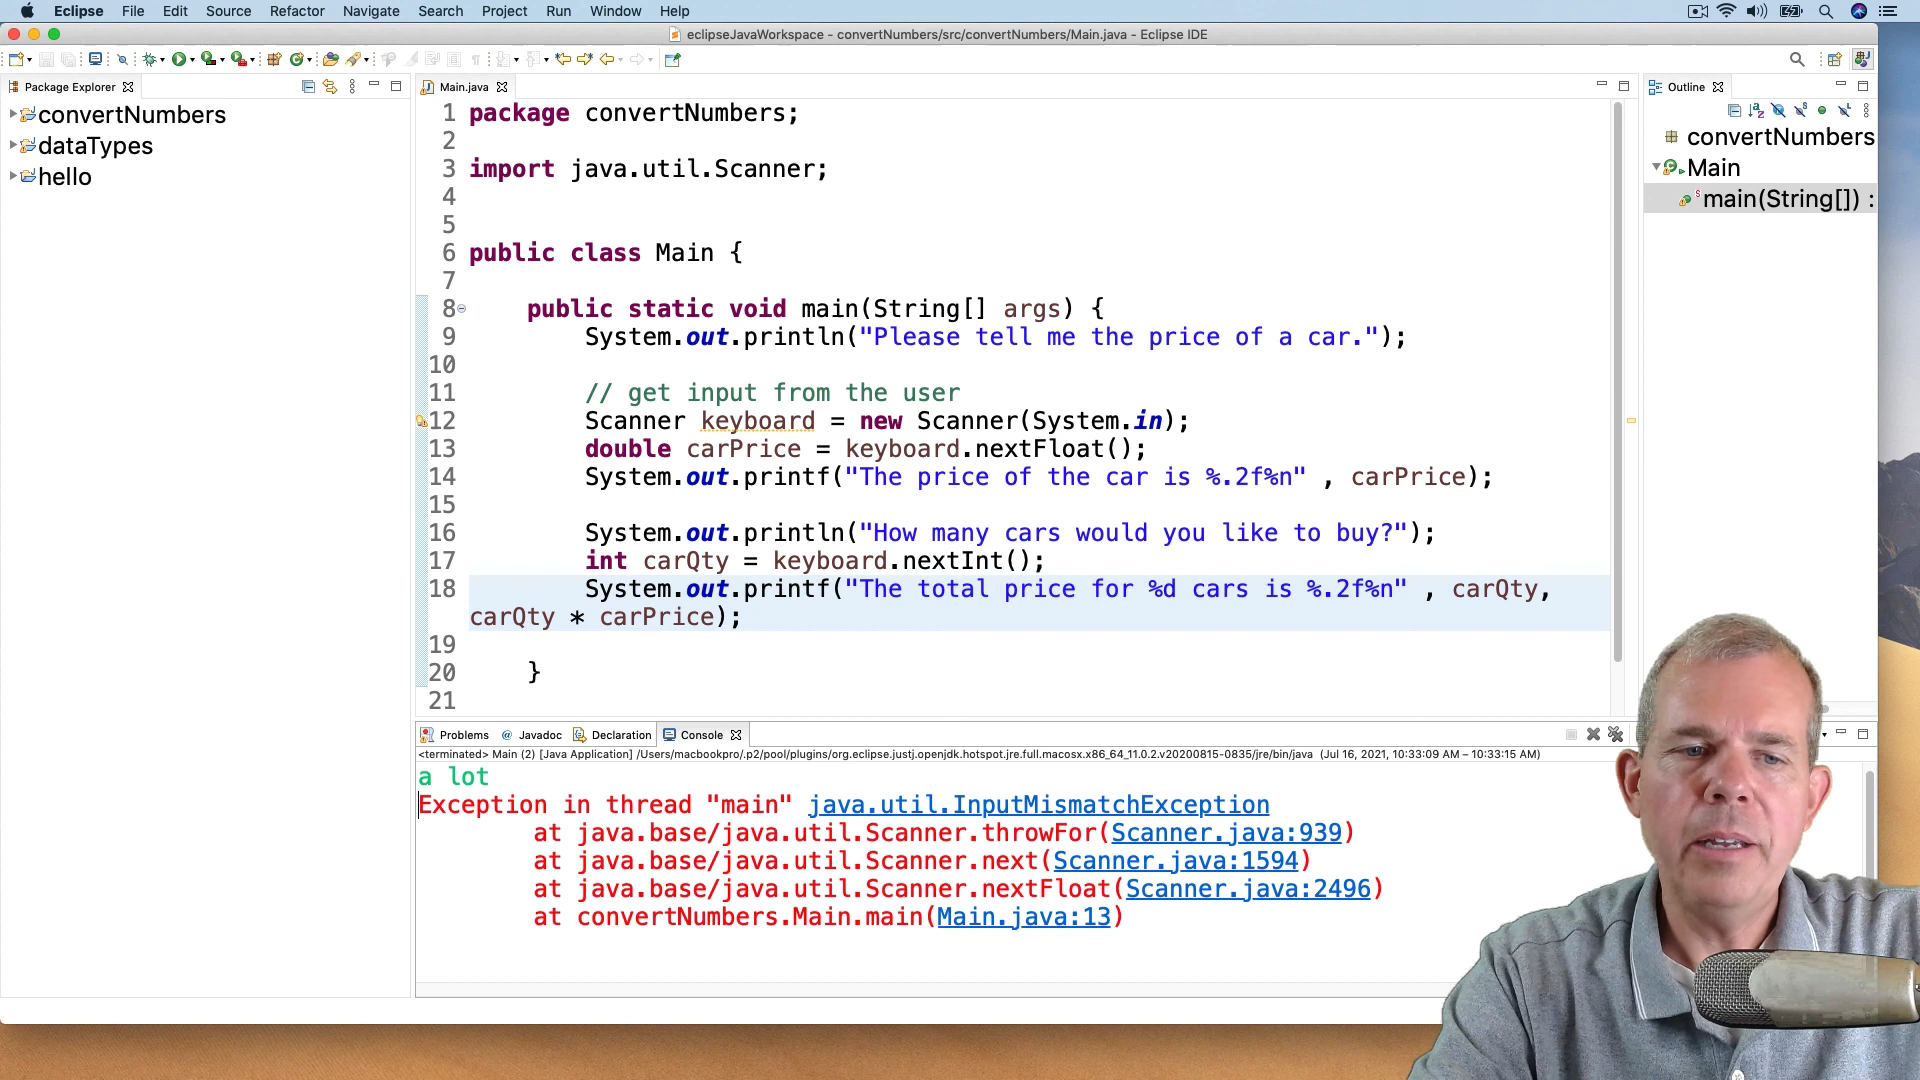 Eclipse File Edit Source Refactor Navigate Search Project Run Window Help
eclipseJavaWorkspace - convertNumbers/src/convertNumbers/Main.java - Eclipse IDE
Package Explorer
convertNumbers
dataTypes
hello
Main.java
1 package convertNumbers;
2
3 import java.util.Scanner;
4
5
6 public class Main {
7
8 public static void main(String[] args) {
9 System.out.println("Please tell me the price of a car.");
10
11 // get input from the user
12 Scanner keyboard = new Scanner(System.in);
13 double carPrice = keyboard.nextFloat();
14 System.out.printf("The price of the car is %.2f%n" , carPrice);
15
16 System.out.println("How many cars would you like to buy?");
17 int carQty = keyboard.nextInt();
18 System.out.printf("The total price for %d cars is %.2f%n" , carQty,
carQty * carPrice);
19
20 }
21
Outline
convertNumbers
Main
main(String[]) :
Problems Javadoc Declaration Console
<terminated> Main (2) [Java Application] /Users/macbookpro/.p2/pool/plugins/org.eclipse.justj.openjdk.hotspot.jre.full.macosx.x86_64_11.0.2.v20200815-0835/jre/bin/java (Jul 16, 2021, 10:33:09 AM – 10:33:15 AM)
a lot
Exception in thread "main" java.util.InputMismatchException
at java.base/java.util.Scanner.throwFor(Scanner.java:939)
at java.base/java.util.Scanner.next(Scanner.java:1594)
at java.base/java.util.Scanner.nextFloat(Scanner.java:2496)
at convertNumbers.Main.main(Main.java:13)